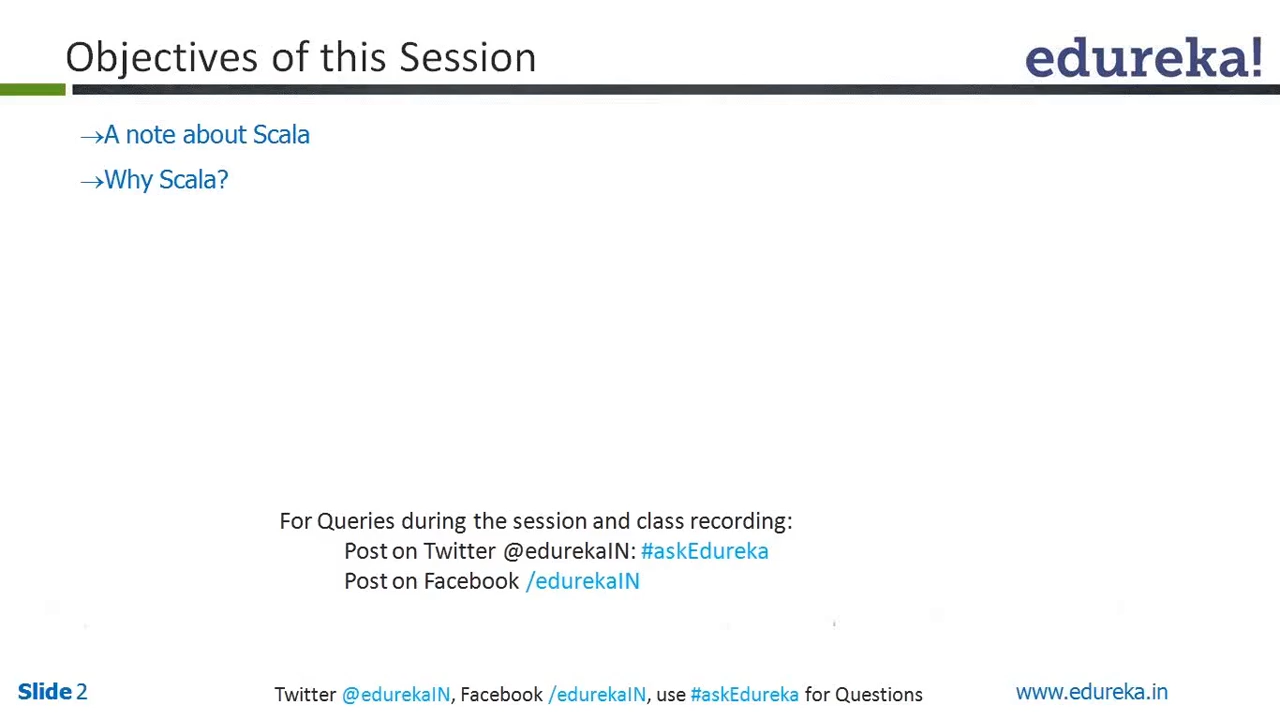 Objectives of this Session
edureka!
→A note about Scala
→Why Scala?
For Queries during the session and class recording:
Post on Twitter @edurekaIN: #askEdureka
Post on Facebook /edurekaIN
Slide 2
Twitter @edurekaIN, Facebook /edurekaIN, use #askEdureka for Questions
www.edureka.in